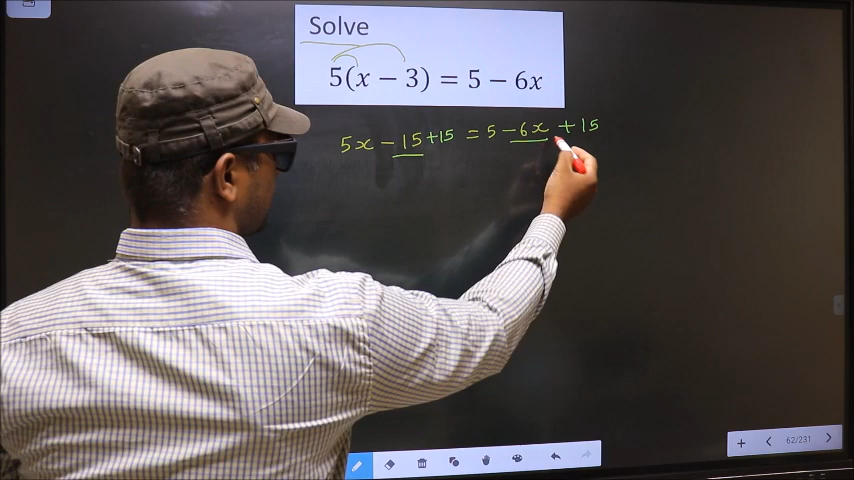 Solve
5(x − 3) = 5 − 6x
5x − 15 + 15 = 5 − 6x + 15
62/231